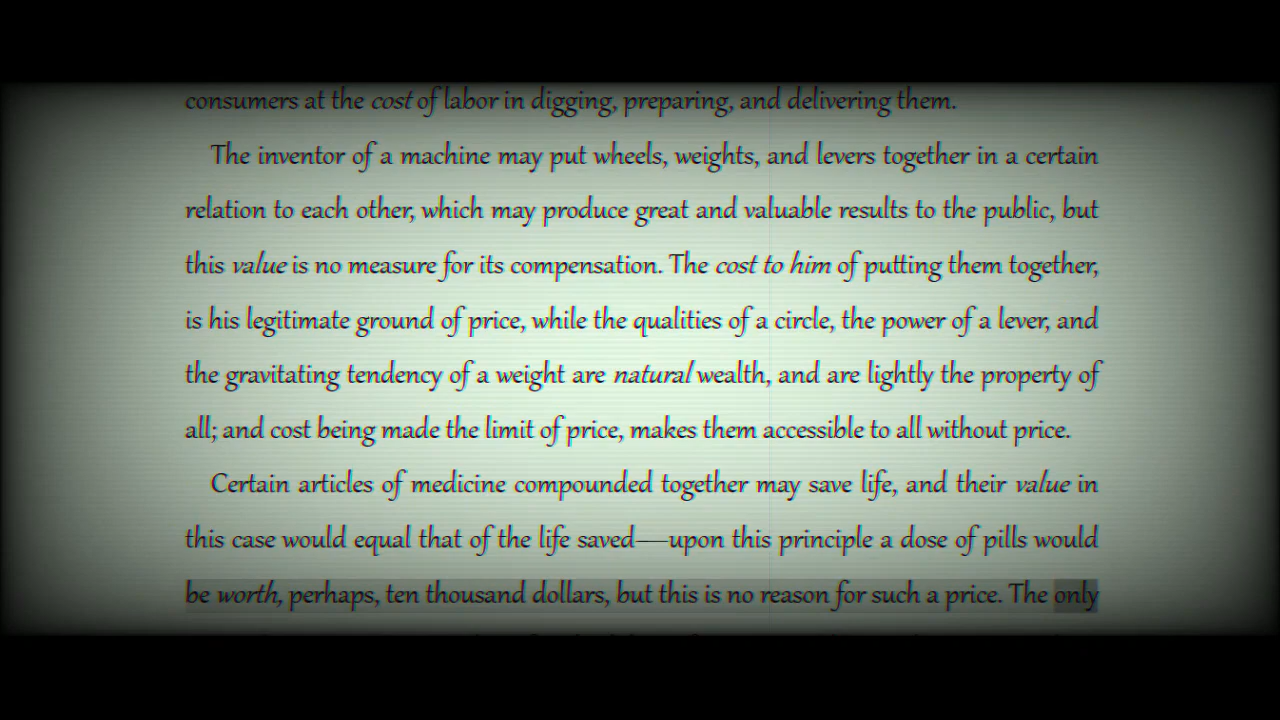 consumers at the cost of labor in digging, preparing, and delivering them.
The inventor of a machine may put wheels, weights, and levers together in a certain
relation to each other, which may produce great and valuable results to the public, but
this value is no measure for its compensation. The cost to him of putting them together,
is his legitimate ground of price, while the qualities of a circle, the power of a lever, and
the gravitating tendency of a weight are natural wealth, and are lightly the property of
all; and cost being made the limit of price, makes them accessible to all without price.
Certain articles of medicine compounded together may save life, and their value in
this case would equal that of the life saved—upon this principle a dose of pills would
be worth, perhaps, ten thousand dollars, but this is no reason for such a price. The only